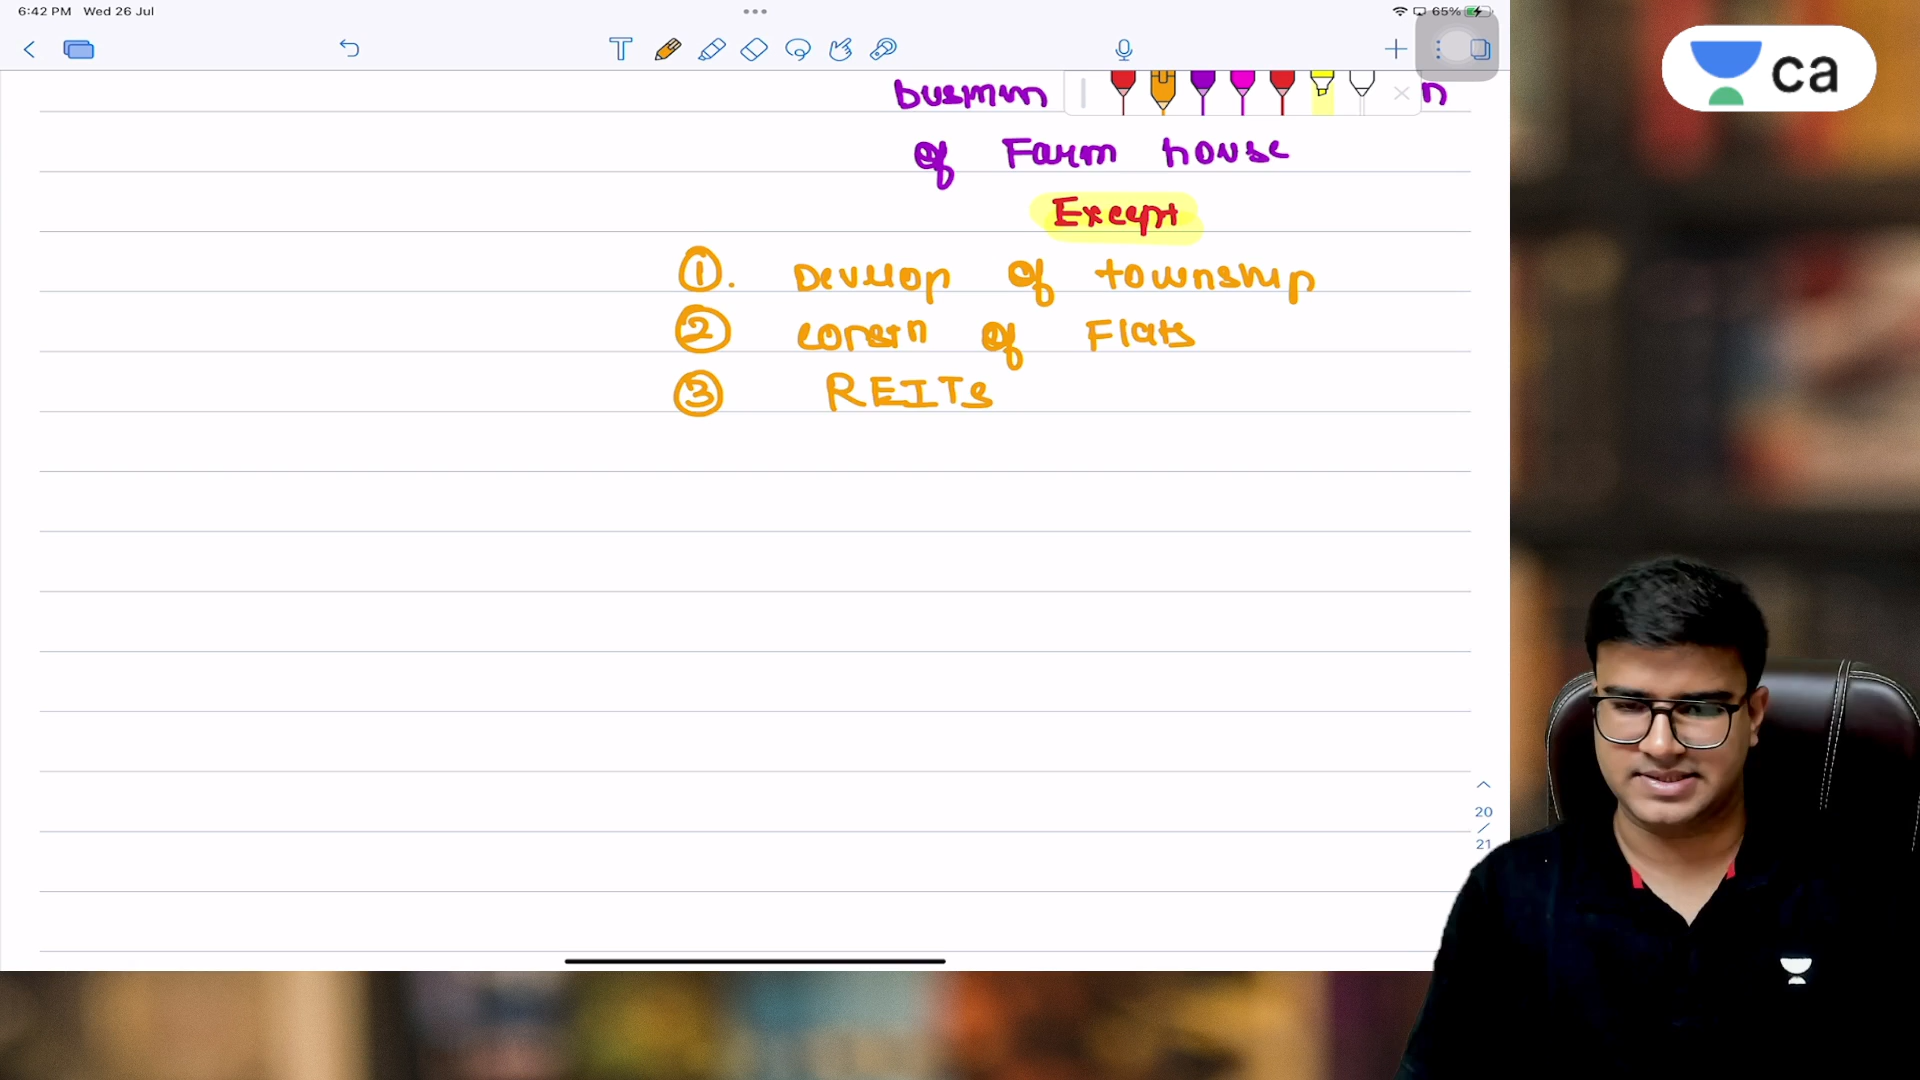 6:42 PM Wed 26 Jul
65%
ca
of Farm house
Except
① . Develop of township
② constn of Flats
③ REITs
20
/
21